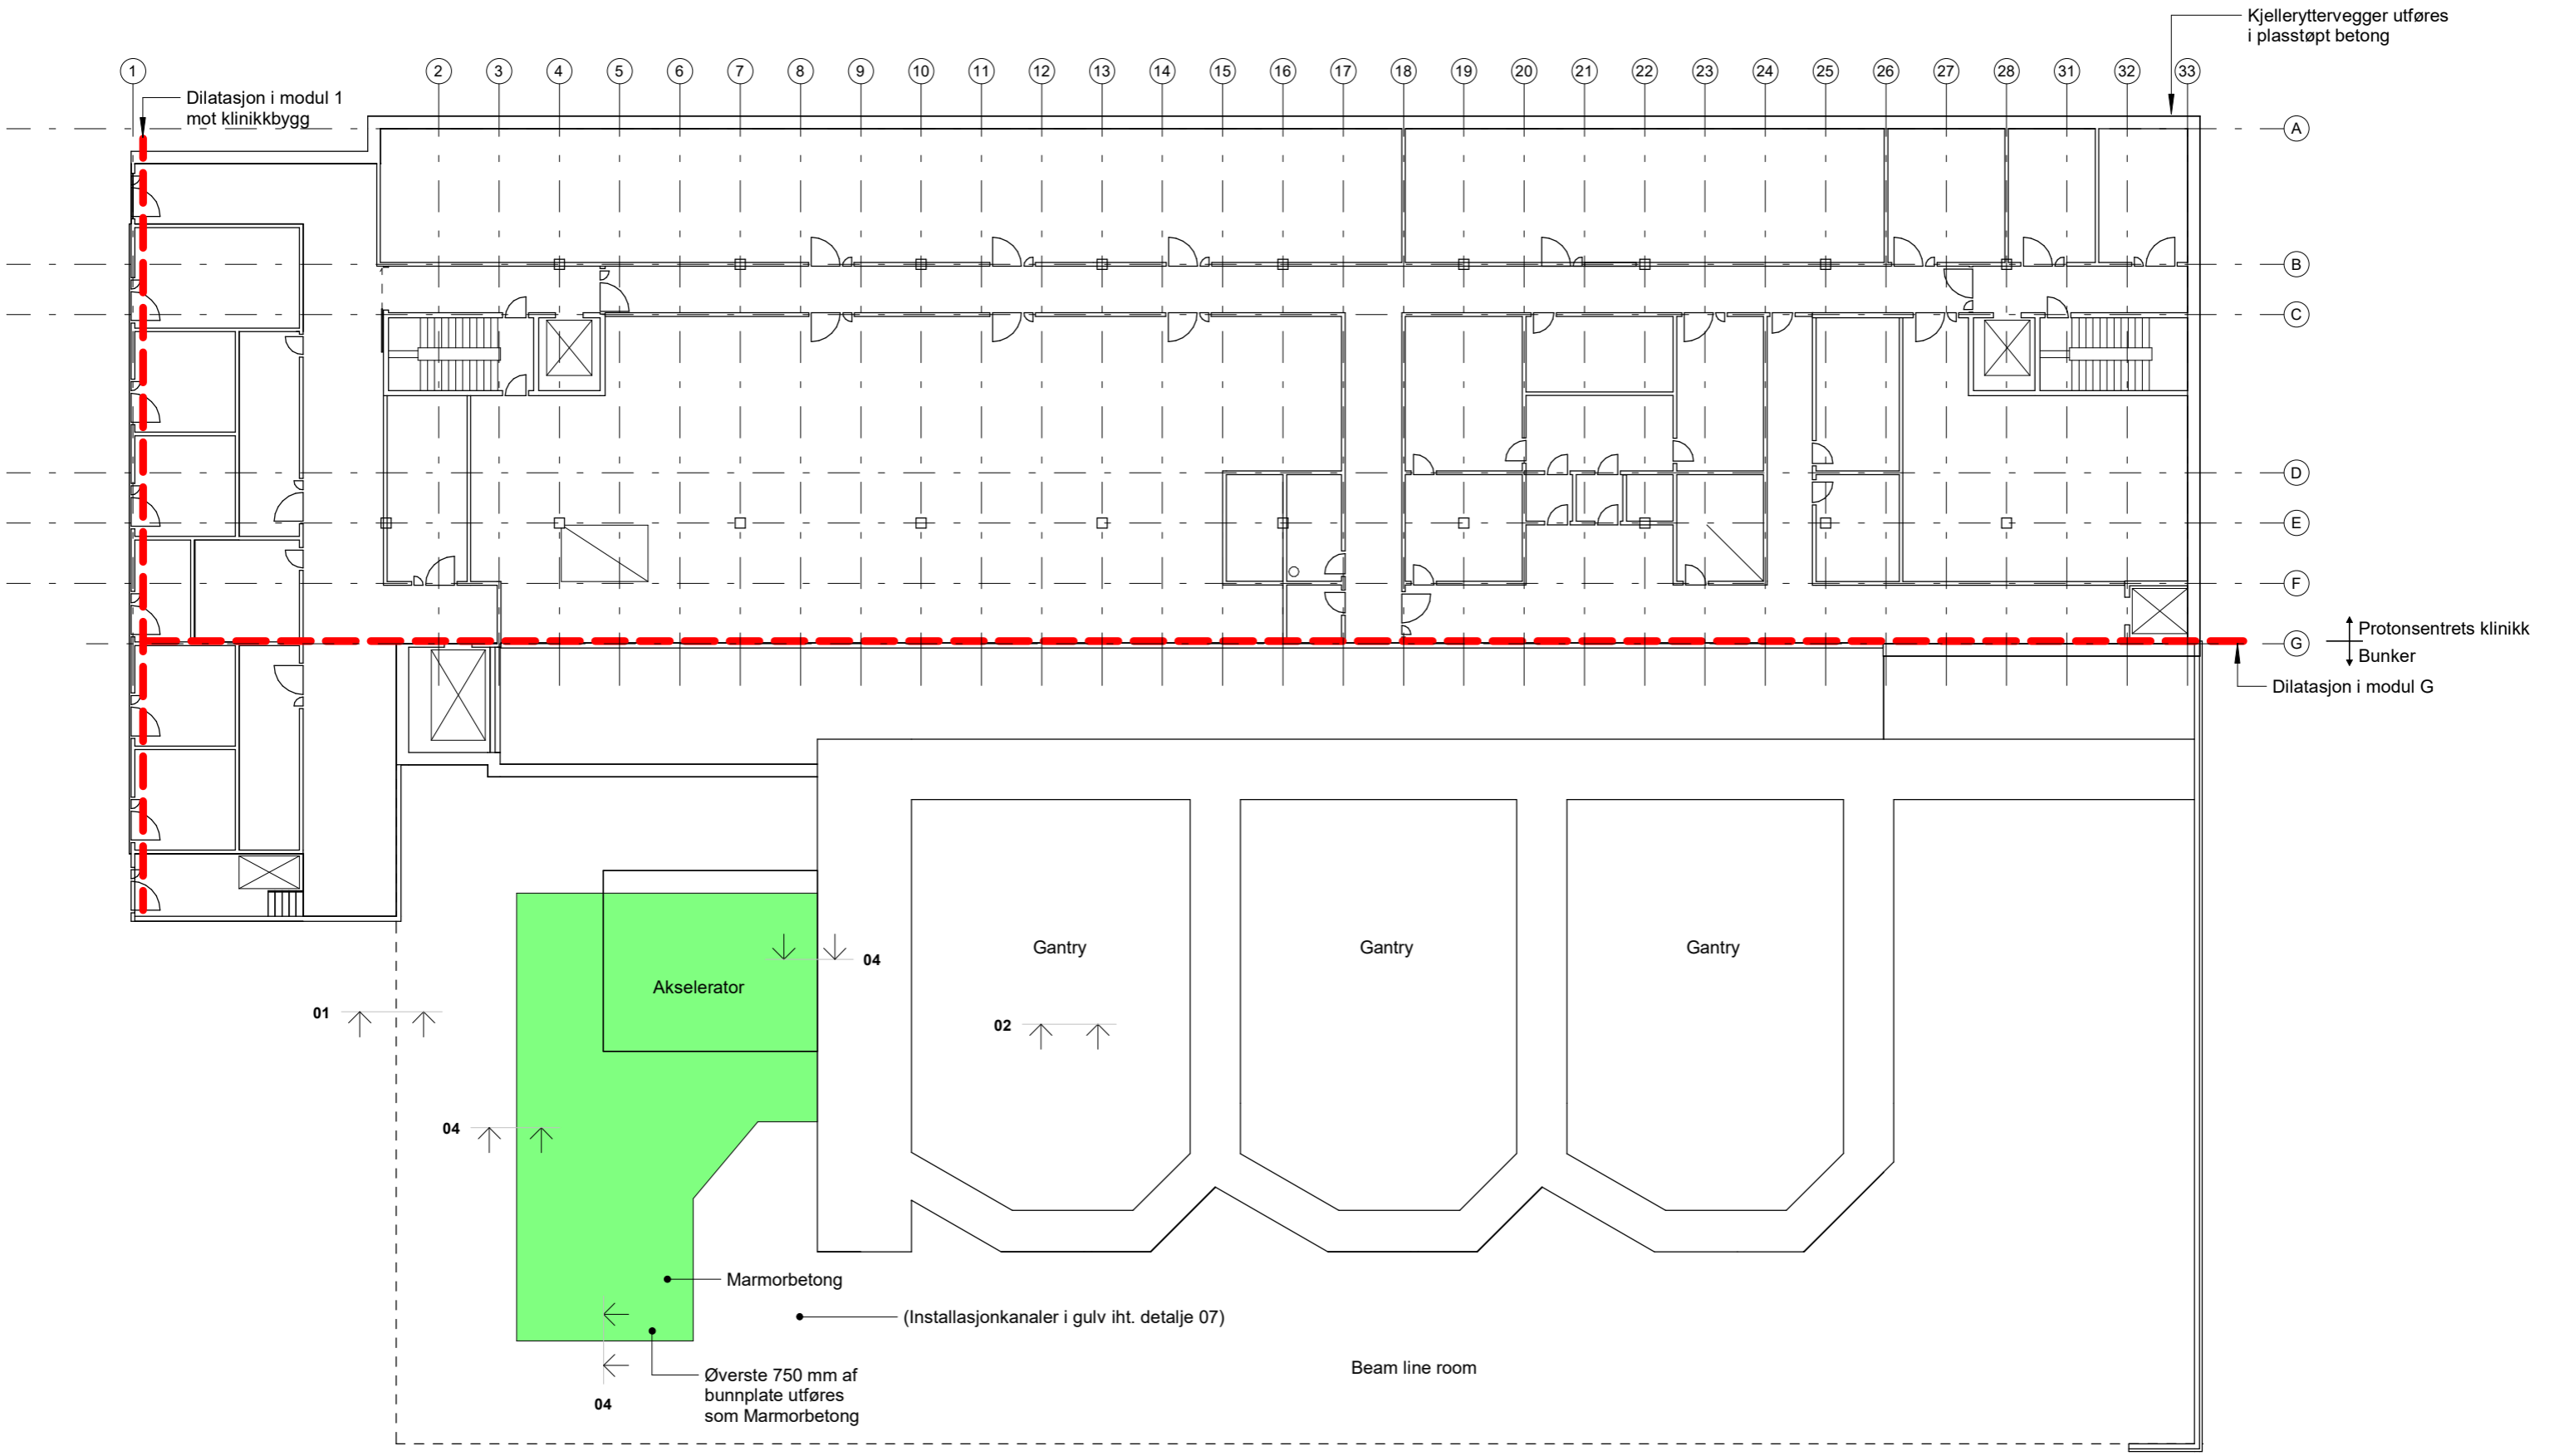 Kjelleryttervegger utføres
i plasstøpt betong
1
2
3
4
5
6
7
8
9
10
11
12
13
14
15
16
17
18
19
20
21
22
23
24
25
26
27
28
31
32
33
Dilatasjon i modul 1
mot klinikkbygg
A
B
C
D
E
F
G
Protonsentrets klinikk
Bunker
Dilatasjon i modul G
Gantry
Gantry
Gantry
04
Akselerator
01
02
04
Marmorbetong
(Installasjonkanaler i gulv iht. detalje 07)
Beam line room
Øverste 750 mm af
bunnplate utføres
som Marmorbetong
04